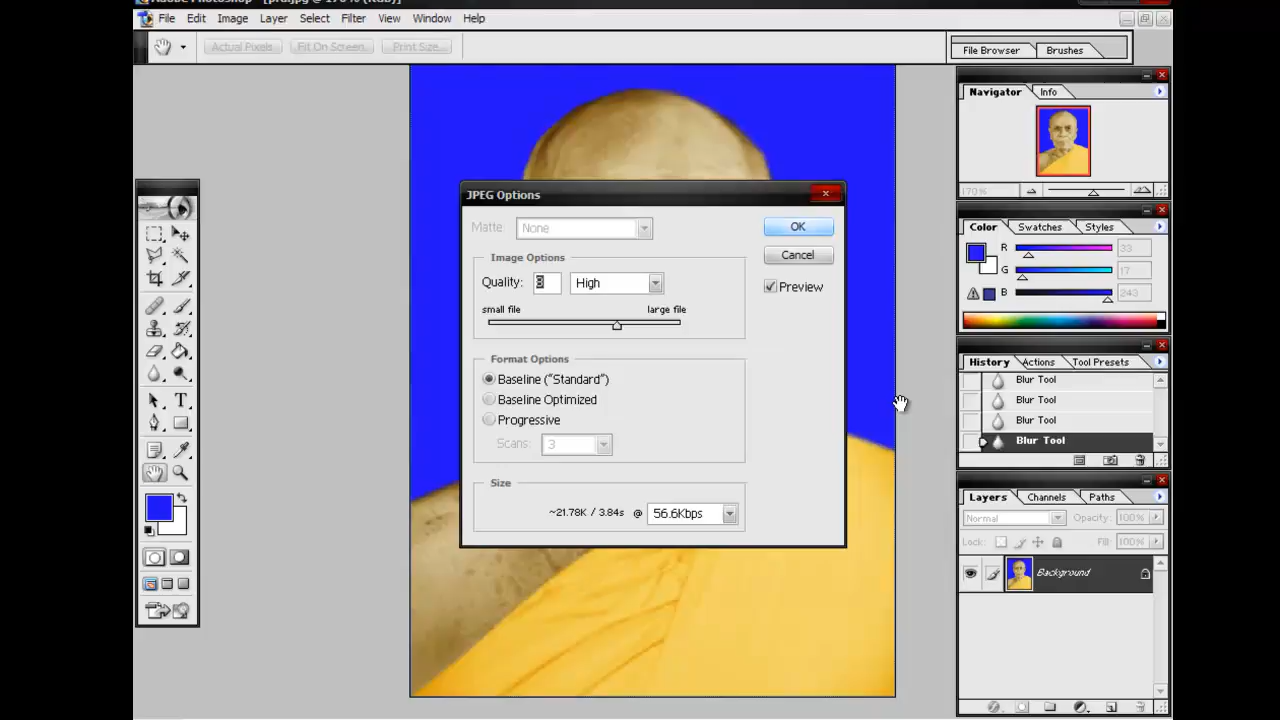 File Edit Image Layer Select Filter View Window Help
Actual Pixels Fit On Screen Print Size...
File Browser Brushes
Navigator Info
170%
Color Swatches Styles
R 33
G 17
B 243
History Actions Tool Presets
Blur Tool
Blur Tool
Blur Tool
Blur Tool
Layers Channels Paths
Normal Opacity: 100%
Lock: Fill: 100%
Background
JPEG Options
Matte: None
OK
Cancel
Preview
Image Options
Quality: 8 High
small file large file
Format Options
Baseline ("Standard")
Baseline Optimized
Progressive
Scans: 3
Size
~21.78K / 3.84s @ 56.6Kbps
T